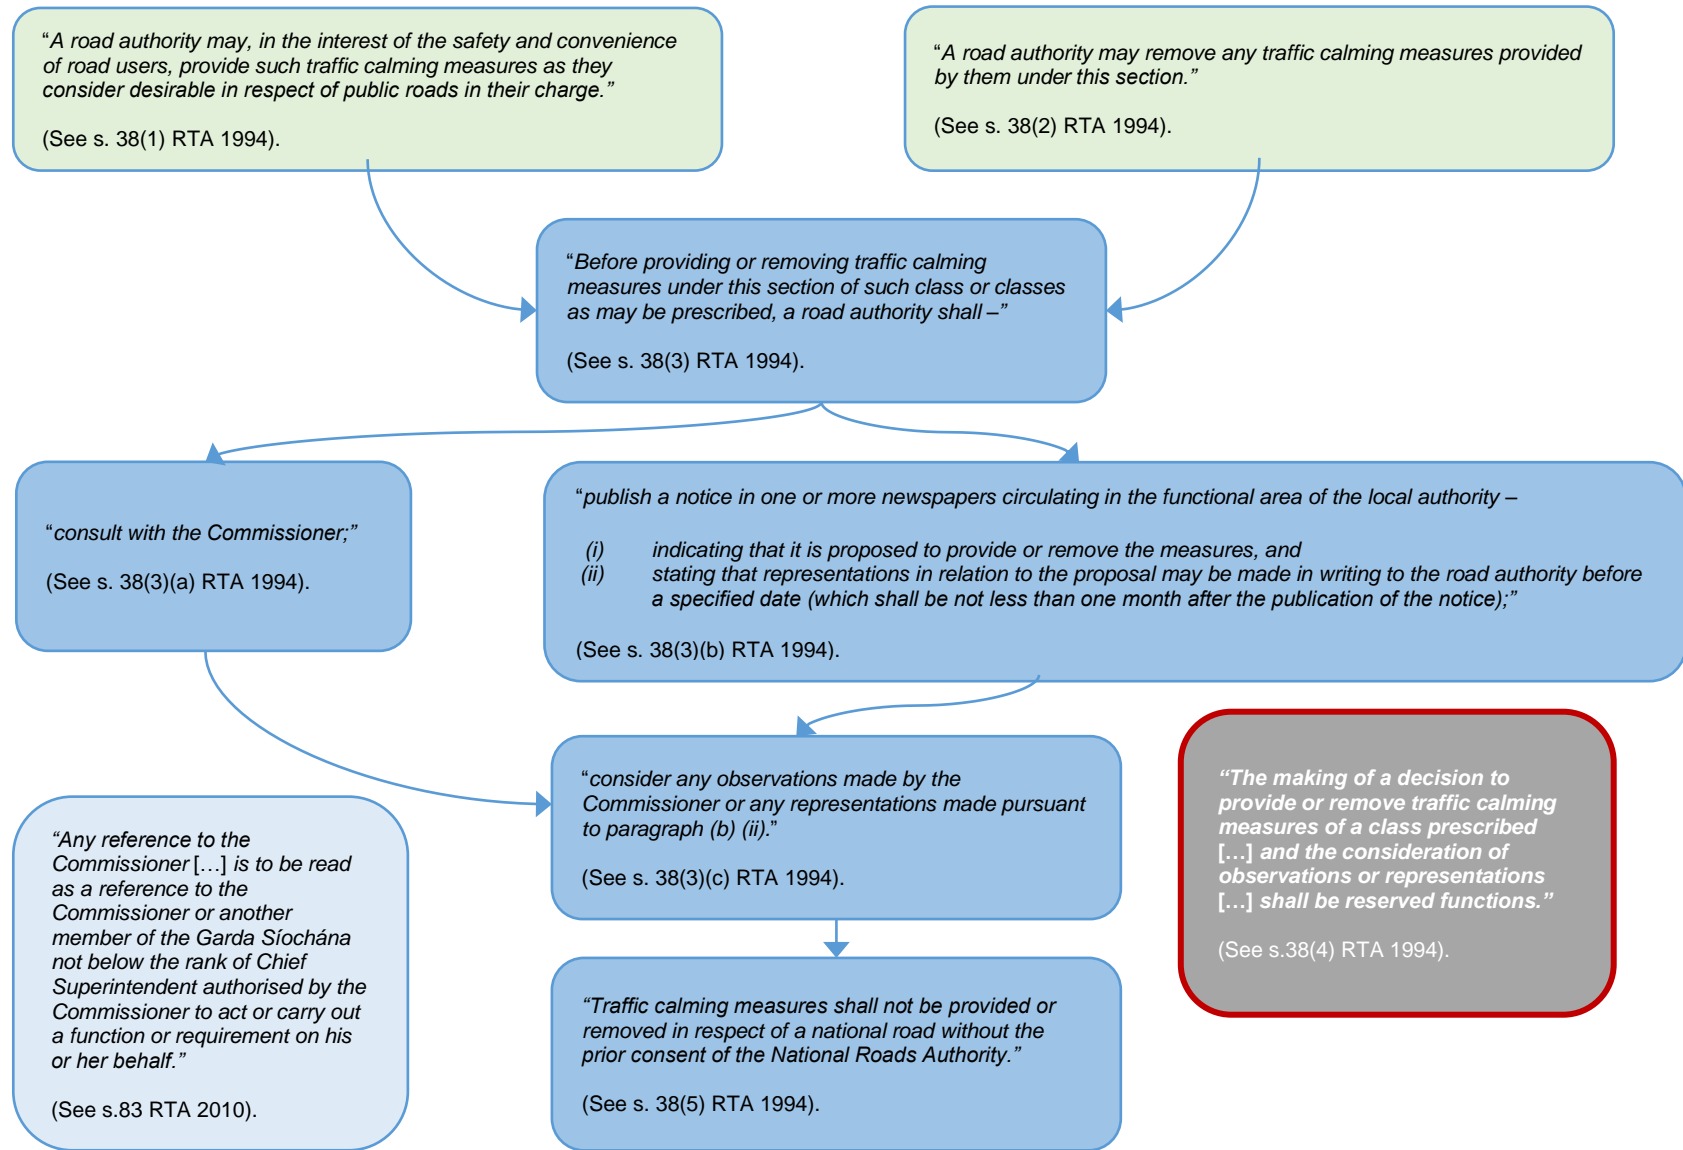 “A road authority may, in the interest of the safety and convenience
of road users, provide such traffic calming measures as they
consider desirable in respect of public roads in their charge.”
(See s. 38(1) RTA 1994).
“A road authority may remove any traffic calming measures provided
by them under this section.”
(See s. 38(2) RTA 1994).
“Before providing or removing traffic calming
measures under this section of such class or classes
as may be prescribed, a road authority shall –”
(See s. 38(3) RTA 1994).
“consult with the Commissioner;”
(See s. 38(3)(a) RTA 1994).
“publish a notice in one or more newspapers circulating in the functional area of the local authority –
(i) indicating that it is proposed to provide or remove the measures, and
(ii) stating that representations in relation to the proposal may be made in writing to the road authority before
a specified date (which shall be not less than one month after the publication of the notice);”
(See s. 38(3)(b) RTA 1994).
“consider any observations made by the
Commissioner or any representations made pursuant
to paragraph (b) (ii).”
(See s. 38(3)(c) RTA 1994).
“The making of a decision to
provide or remove traffic calming
measures of a class prescribed
[…] and the consideration of
observations or representations
[…] shall be reserved functions.”
(See s.38(4) RTA 1994).
“Any reference to the
Commissioner […] is to be read
as a reference to the
Commissioner or another
member of the Garda Síochána
not below the rank of Chief
Superintendent authorised by the
Commissioner to act or carry out
a function or requirement on his
or her behalf.”
(See s.83 RTA 2010).
“Traffic calming measures shall not be provided or
removed in respect of a national road without the
prior consent of the National Roads Authority.”
(See s. 38(5) RTA 1994).